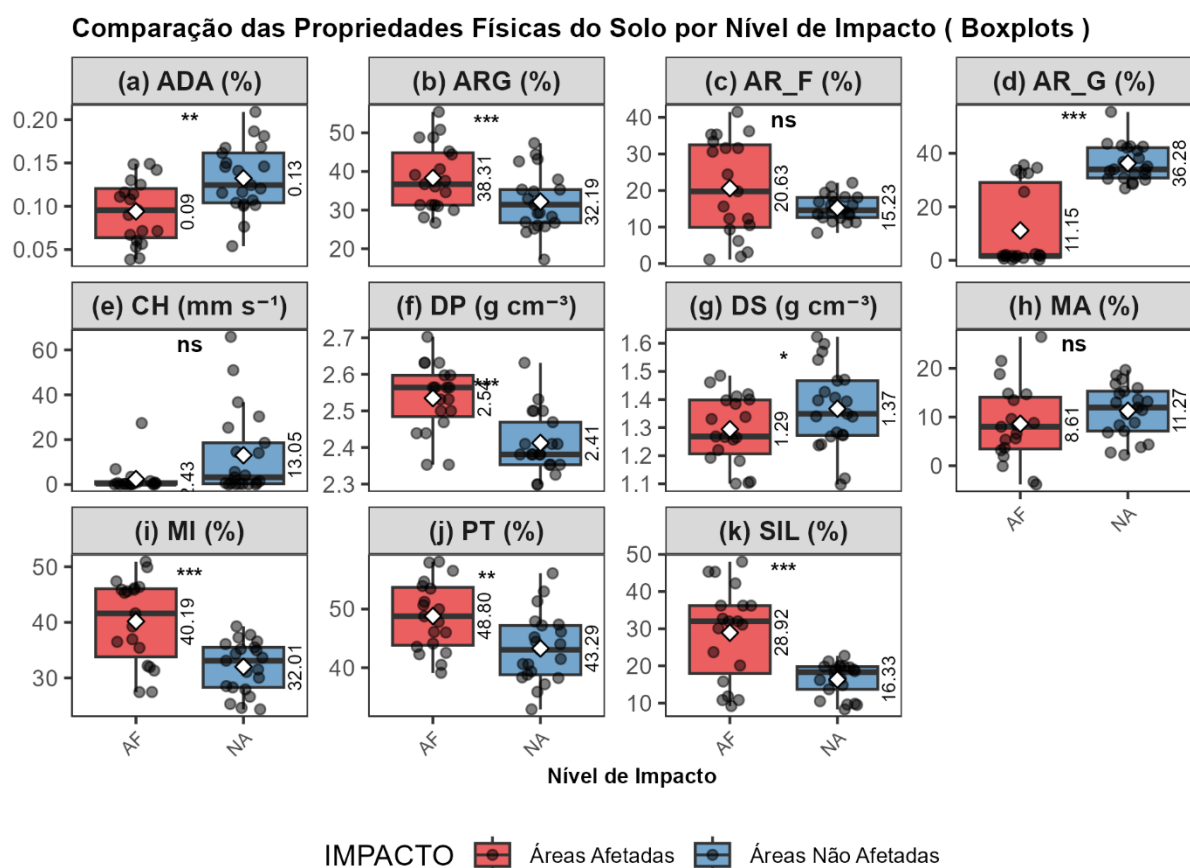 Comparação das Propriedades Físicas do Solo por Nível de Impacto ( Boxplots )
(a) ADA (%)
0.20
0.15
0.10
0.05
**
0.09
0.13
(b) ARG (%)
50
40
30
20
***
38.31
32.19
(c) AR_F (%)
40
30
20
10
0
ns
20.63
15.23
(d) AR_G (%)
40
20
0
***
11.15
36.28
(e) CH (mm s⁻¹)
60
40
20
0
ns
2.43
13.05
(f) DP (g cm⁻³)
2.7
2.6
2.5
2.4
2.3
***
2.54
2.41
(g) DS (g cm⁻³)
1.6
1.5
1.4
1.3
1.2
1.1
*
1.29
1.37
(h) MA (%)
20
10
0
ns
8.61
11.27
AF
NA
(i) MI (%)
50
40
30
***
40.19
32.01
AF
NA
(j) PT (%)
50
40
**
48.80
43.29
AF
NA
(k) SIL (%)
50
40
30
20
10
***
28.92
16.33
AF
NA
Nível de Impacto
IMPACTO
Áreas Afetadas
Áreas Não Afetadas